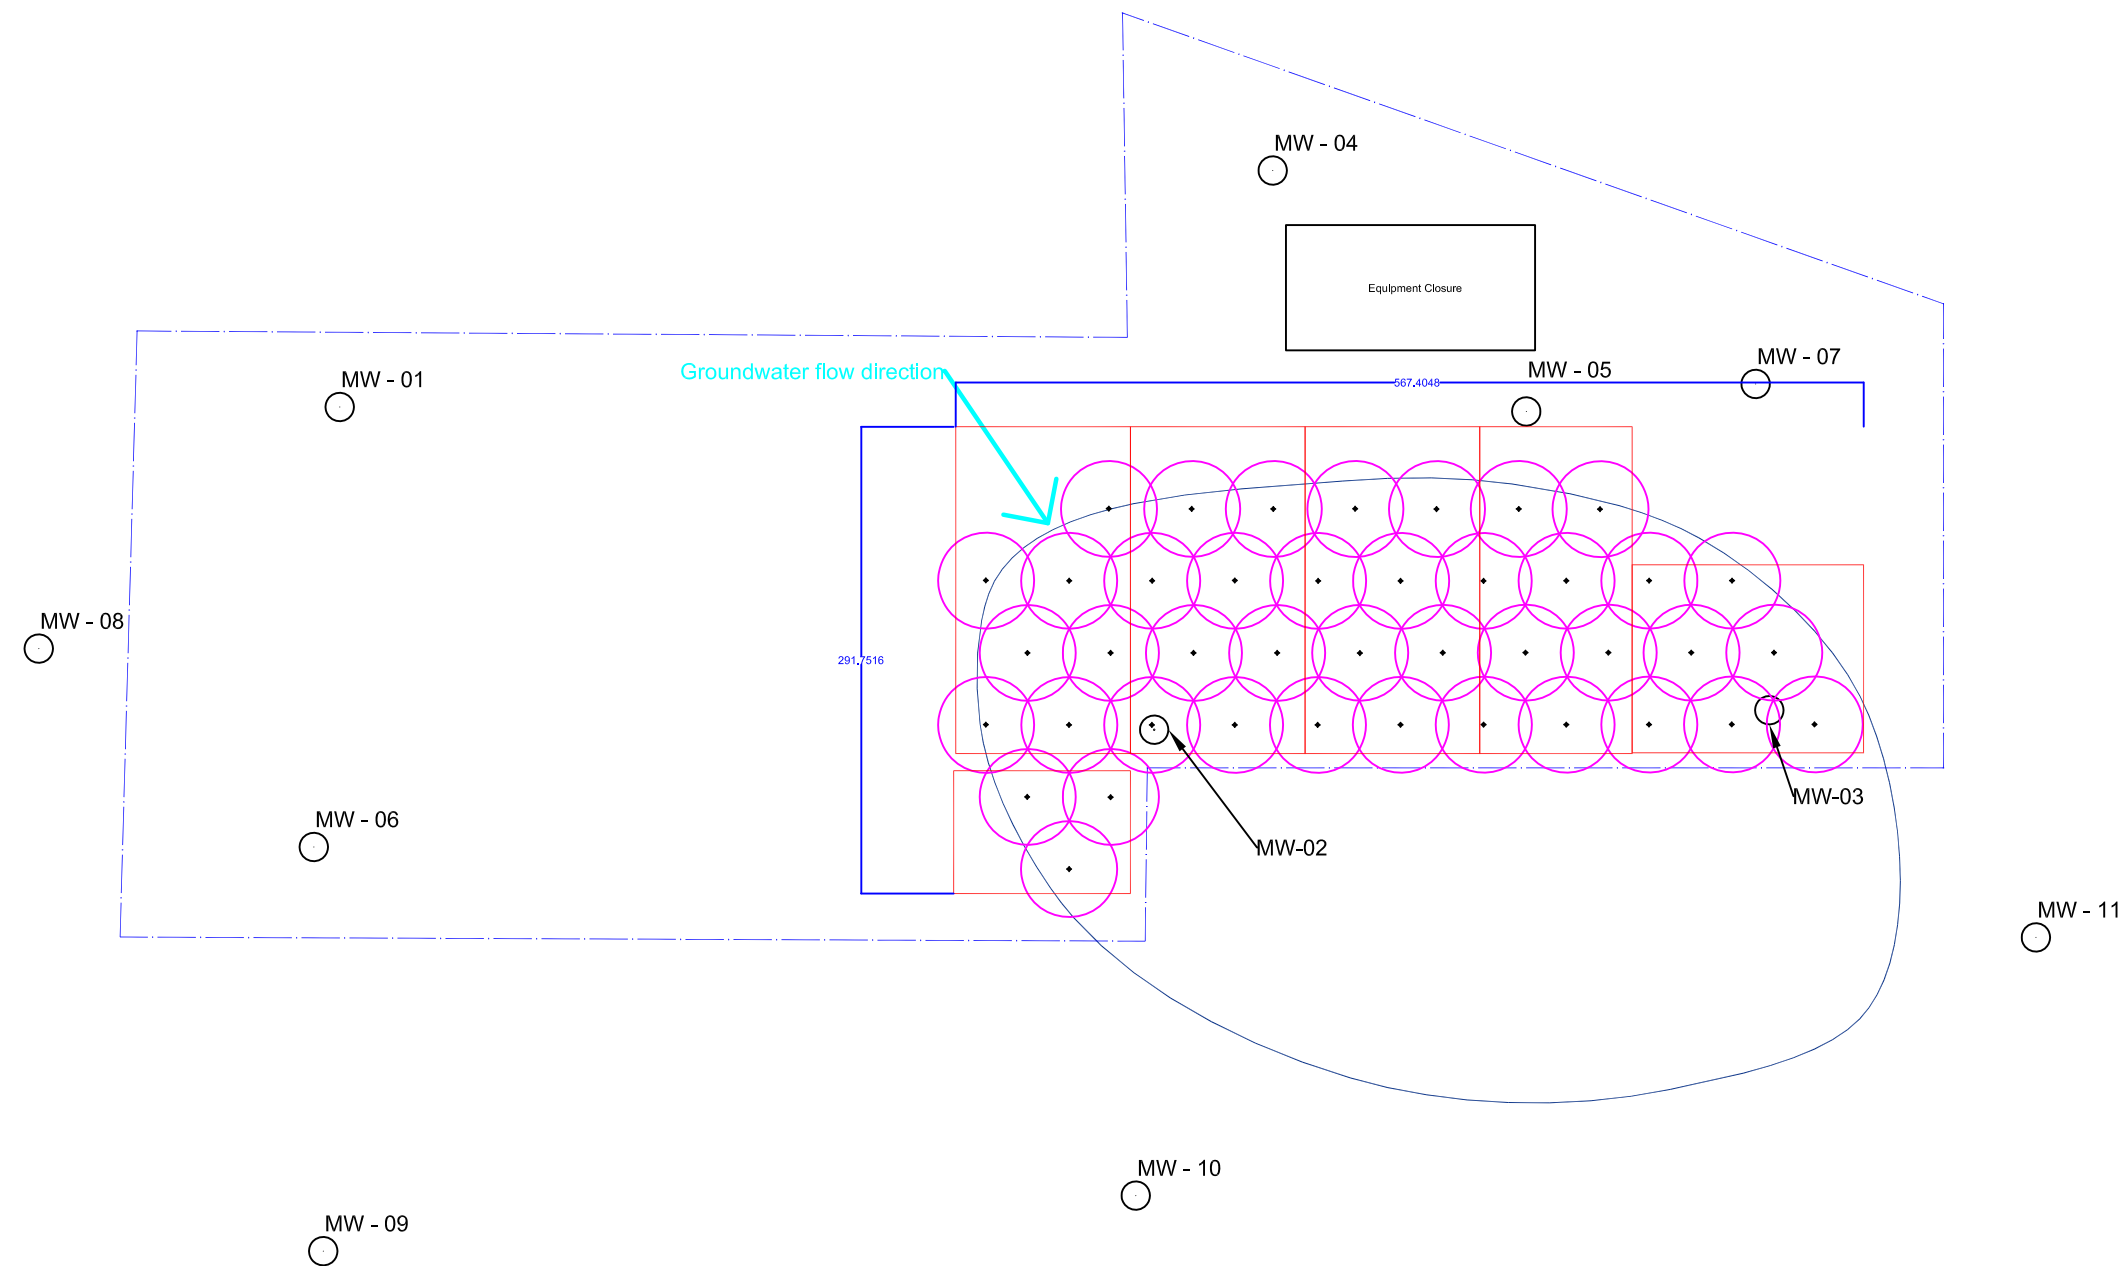 MW - 04
Equlpment Closure
MW - 07
MW - 05
Groundwater flow direction
MW - 01
567.4048
MW - 08
291.7516
MW-03
MW - 06
MW-02
MW - 11
MW - 10
MW - 09